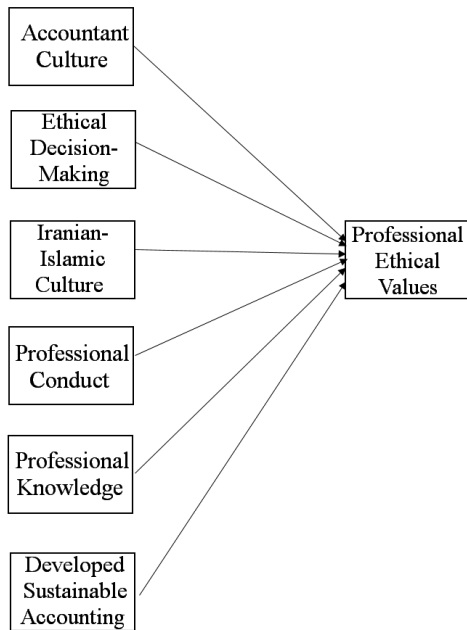 Accountant
Culture
Ethical
Decision-
Making
Iranian-
Islamic
Culture
Professional
Ethical
Values
Professional
Conduct
Professional
Knowledge
Developed
Sustainable
Accounting